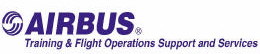 AIRBUS®
Training & Flight Operations Support and Services